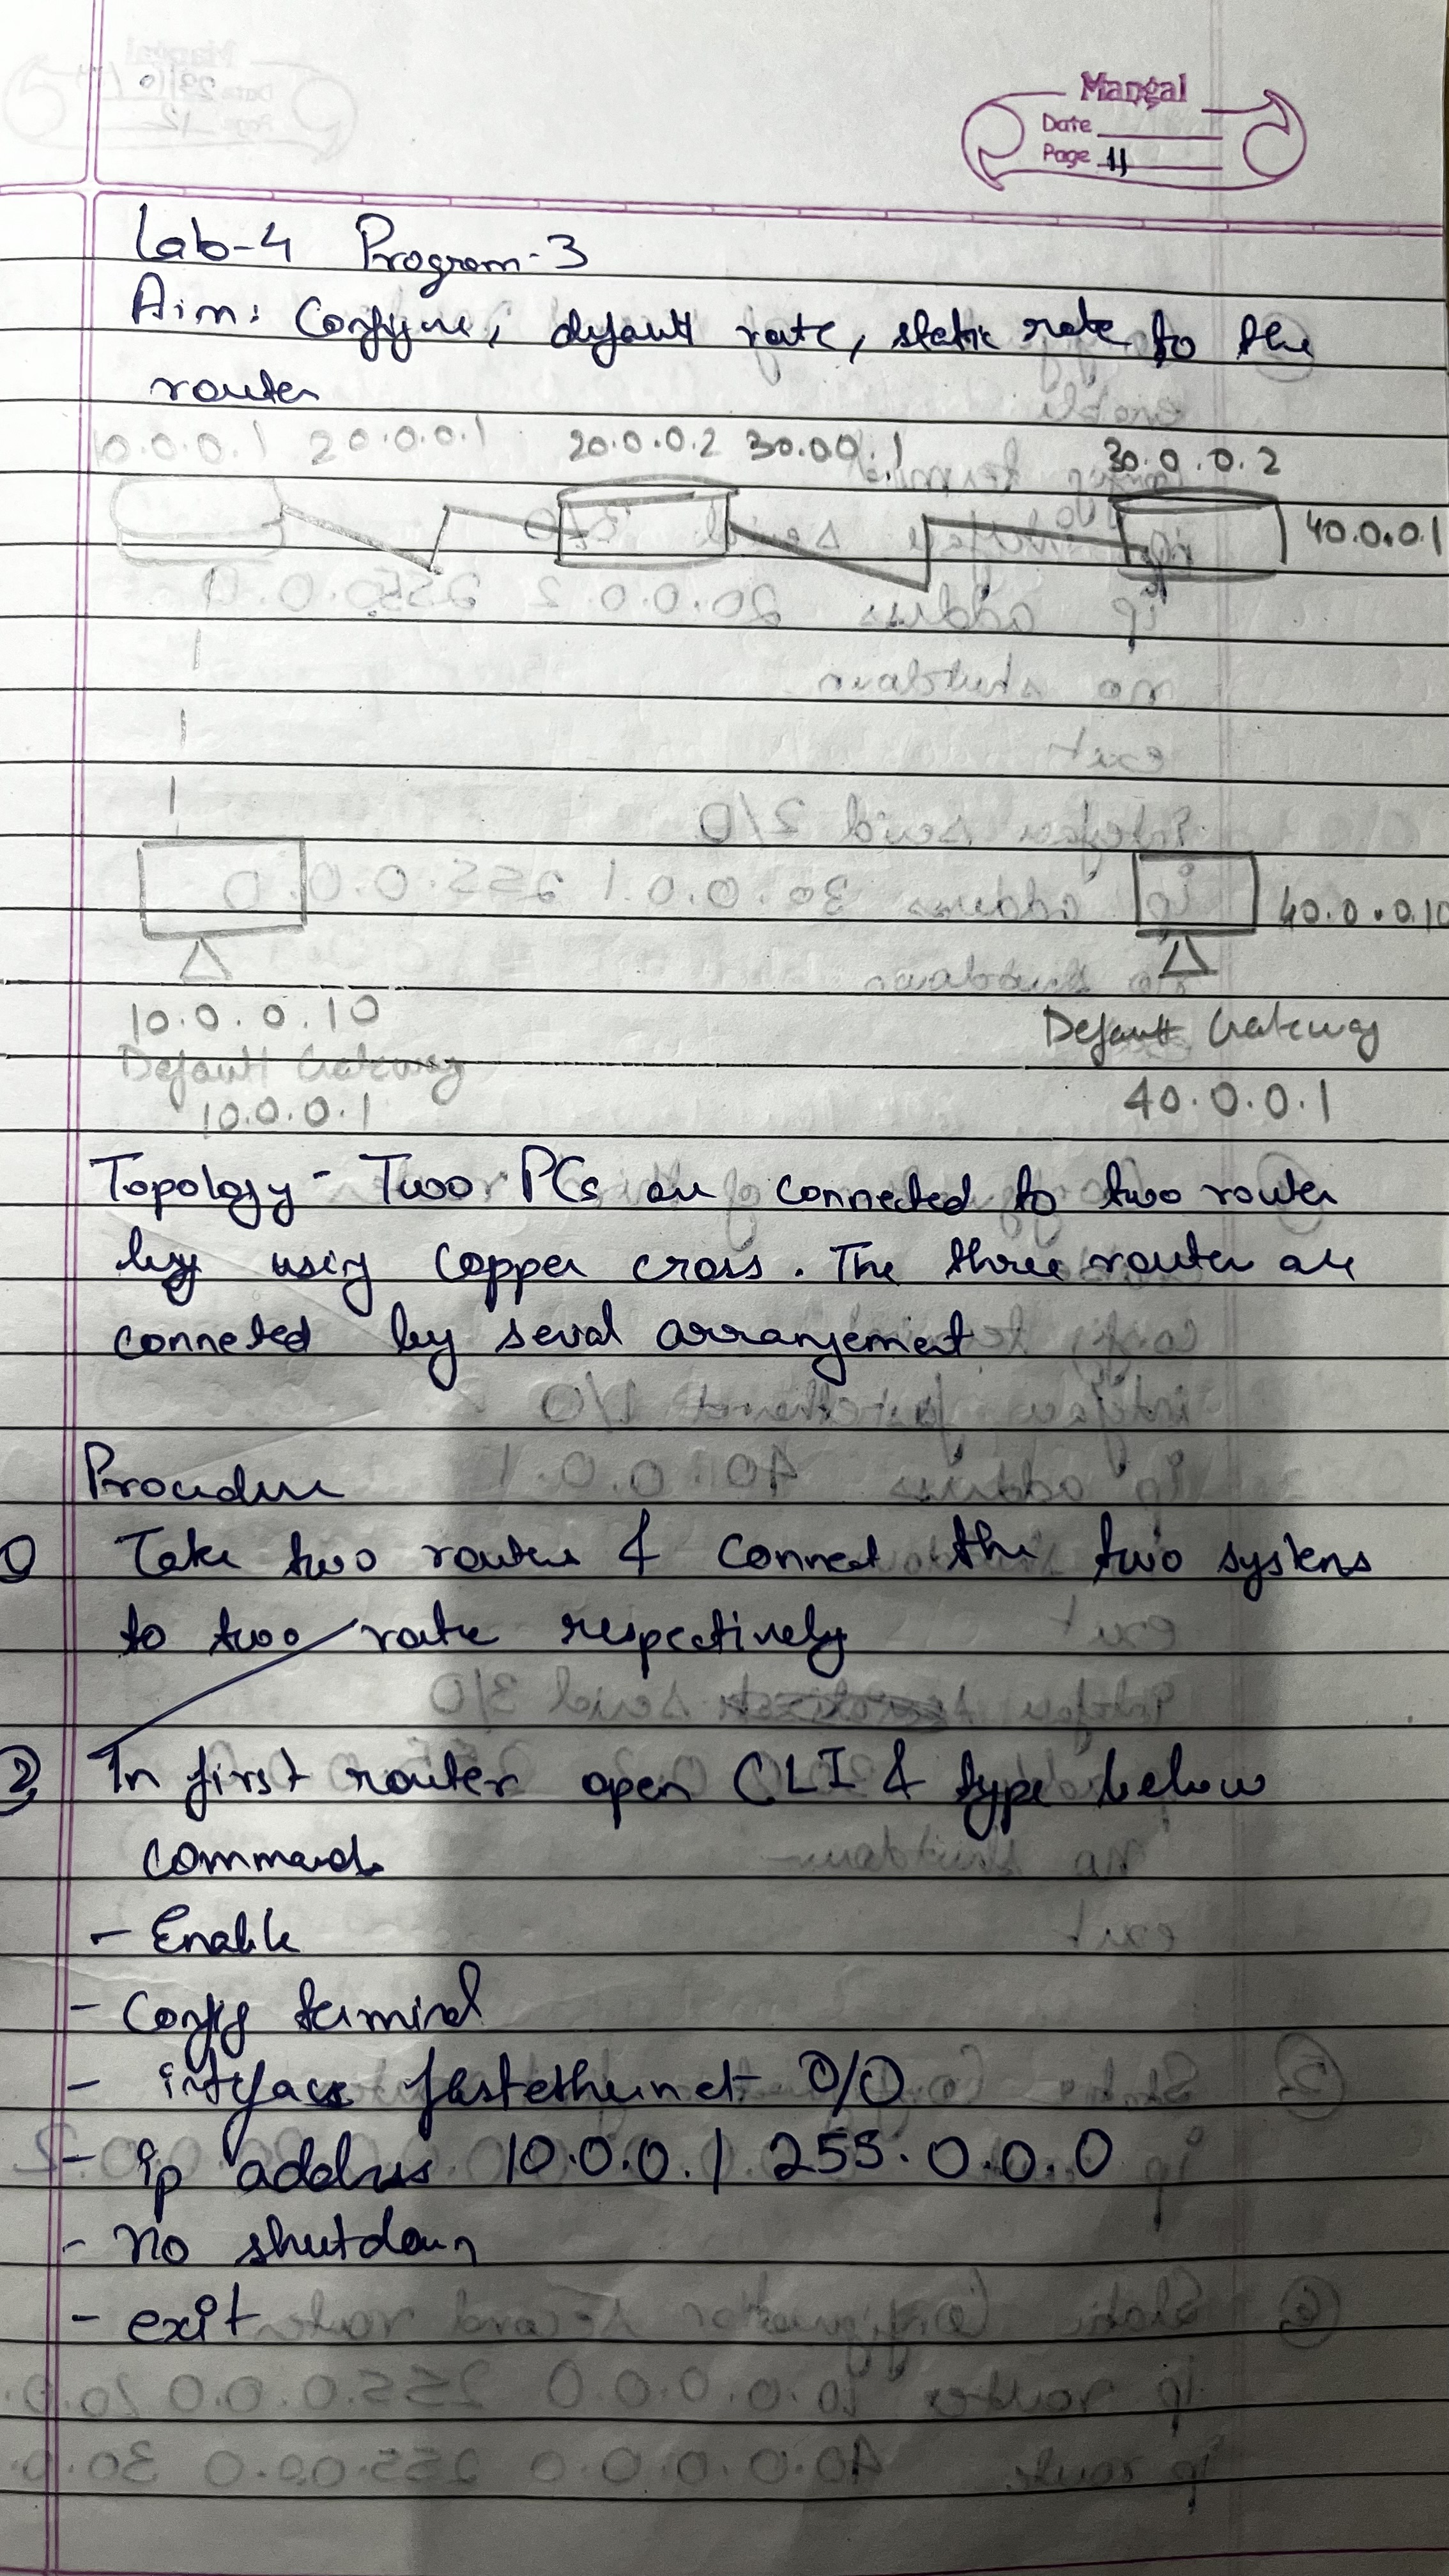 Mangal
Date
Page 11
Lab-4 Program-3
Aim: Configure, default rate, static rate to the
router
10.0.0.1 20.0.0.1 20.0.0.2 30.0.0.1 30.0.0.2
40.0.0.1
40.0.0.10
10.0.0.10
Default Gateway
10.0.0.1
Default Gateway
40.0.0.1
Topology - Two PCs are connected to two router
by using copper cross. The three router are
conneted by serial arrangement
Procedure
① Take two router & connect the two systems
to two router respectively
② In first router open CLI & type below
commands
- Enable
- Config terminal
- interface fastethernet 0/0
- ip address 10.0.0.1 255.0.0.0
- no shutdown
- exit